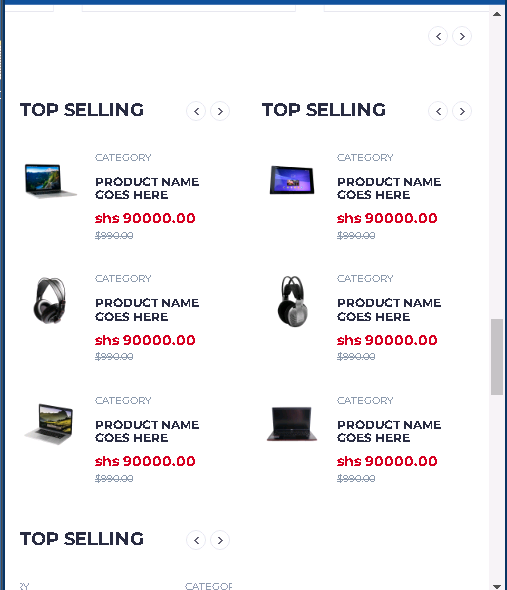 TOP SELLING
CATEGORY
PRODUCT NAME
GOES HERE
shs 90000.00
$990.00
CATEGORY
PRODUCT NAME
GOES HERE
shs 90000.00
$990.00
CATEGORY
PRODUCT NAME
GOES HERE
shs 90000.00
$990.00
TOP SELLING
CATEGORY
PRODUCT NAME
GOES HERE
shs 90000.00
$990.00
CATEGORY
PRODUCT NAME
GOES HERE
shs 90000.00
$990.00
CATEGORY
PRODUCT NAME
GOES HERE
shs 90000.00
$990.00
TOP SELLING
RY
CATEGOR